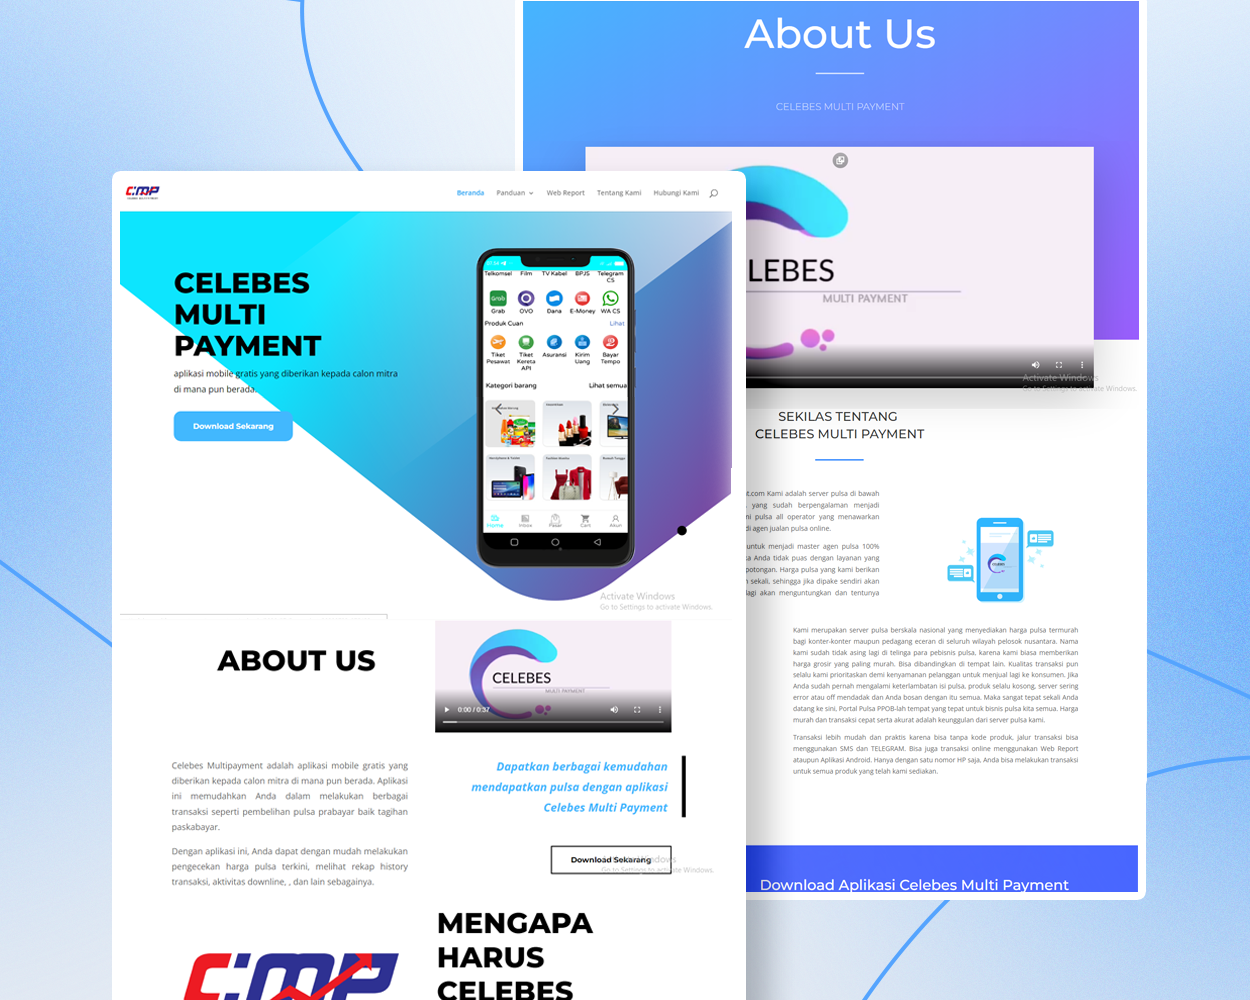 About Us
CELEBES MULTI PAYMENT
LEBES
MULTI PAYMENT
Activate Windows
Go to Settings to activate Windows.
SEKILAS TENTANG
CELEBES MULTI PAYMENT
t.com Kami adalah server pulsa di bawah
yang sudah berpengalaman menjadi
ni pulsa all operator yang menawarkan
di agen jualan pulsa online.
untuk menjadi master agen pulsa 100%
a Anda tidak puas dengan layanan yang
potongan. Harga pulsa yang kami berikan
sekali, sehingga jika dipake sendiri akan
lagi akan menguntungkan dan tentunya
CELEBES
Kami merupakan server pulsa berskala nasional yang menyediakan harga pulsa termurah
bagi konter-konter maupun pedagang eceran di seluruh wilayah pelosok nusantara. Nama
kami sudah tidak asing lagi di telinga para pebisnis pulsa, karena kami biasa memberikan
harga grosir yang paling murah. Bisa dibandingkan di tempat lain. Kualitas transaksi pun
selalu kami prioritaskan demi kenyamanan pelanggan untuk menjual lagi ke konsumen. Jika
Anda sudah pernah mengalami keterlambatan isi pulsa, produk selalu kosong, server sering
error atau off mendadak dan Anda bosan dengan itu semua. Maka sangat tepat sekali Anda
datang ke sini, Portal Pulsa PPOB-lah tempat yang tepat untuk bisnis pulsa kita semua. Harga
murah dan transaksi cepat serta akurat adalah keunggulan dari server pulsa kami.
Transaksi lebih mudah dan praktis karena bisa tanpa kode produk, jalur transaksi bisa
menggunakan SMS dan TELEGRAM. Bisa juga transaksi online menggunakan Web Report
ataupun Aplikasi Android. Hanya dengan satu nomor HP saja, Anda bisa melakukan transaksi
untuk semua produk yang telah kami sediakan.
Download Aplikasi Celebes Multi Payment
CMP
Beranda Panduan Web Report Tentang Kami Hubungi Kami
CELEBES
MULTI
PAYMENT
aplikasi mobile gratis yang diberikan kepada calon mitra
di mana pun berada.
Download Sekarang
Telkomsel Film TV Kabel BPJS Telegram
CS
Grab
Grab OVO Dana E-Money WA CS
Produk Cuan Lihat
Tiket Tiket Asuransi Kirim Bayar
Pesawat Kereta Uang Tempo
API
Kategori barang Lihat semua
Home Inbox Pasar Cart Akun
Activate Windows
Go to Settings to activate Windows.
ABOUT US
CELEBES
MULTI PAYMENT
0:00 / 0:37
Celebes Multipayment adalah aplikasi mobile gratis yang
diberikan kepada calon mitra di mana pun berada. Aplikasi
ini memudahkan Anda dalam melakukan berbagai
transaksi seperti pembelian pulsa prabayar baik tagihan
paskabayar.
Dengan aplikasi ini, Anda dapat dengan mudah melakukan
pengecekan harga pulsa terkini, melihat rekap history
transaksi, aktivitas downline, , dan lain sebagainya.
Dapatkan berbagai kemudahan
mendapatkan pulsa dengan aplikasi
Celebes Multi Payment
Download Sekarang
Go to Settings to activate Windows.
MENGAPA
HARUS
CELEBES
CMP